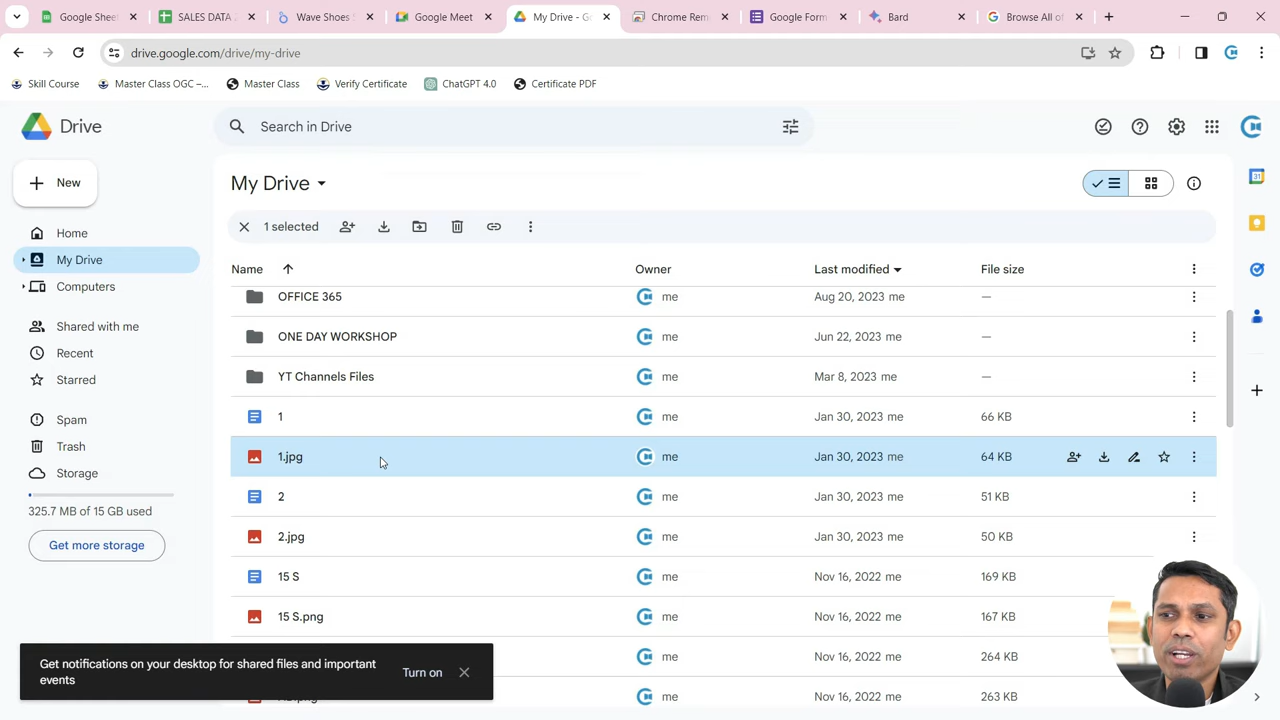 Google Sheet
SALES DATA
Wave Shoes
Google Meet
My Drive - G
Chrome Rem
Google Form
Bard
Browse All of
drive.google.com/drive/my-drive
Skill Course
Master Class OGC –...
Master Class
Verify Certificate
ChatGPT 4.0
Certificate PDF
Drive
Search in Drive
New
My Drive
1 selected
Home
My Drive
Computers
Shared with me
Recent
Starred
Spam
Trash
Storage
325.7 MB of 15 GB used
Get more storage
Name Owner Last modified File size
OFFICE 365 me Aug 20, 2023 me —
ONE DAY WORKSHOP me Jun 22, 2023 me —
YT Channels Files me Mar 8, 2023 me —
1 me Jan 30, 2023 me 66 KB
1.jpg me Jan 30, 2023 me 64 KB
2 me Jan 30, 2023 me 51 KB
2.jpg me Jan 30, 2023 me 50 KB
15 S me Nov 16, 2022 me 169 KB
15 S.png me Nov 16, 2022 me 167 KB
me Nov 16, 2022 me 264 KB
me Nov 16, 2022 me 263 KB
Get notifications on your desktop for shared files and important
events
Turn on
31